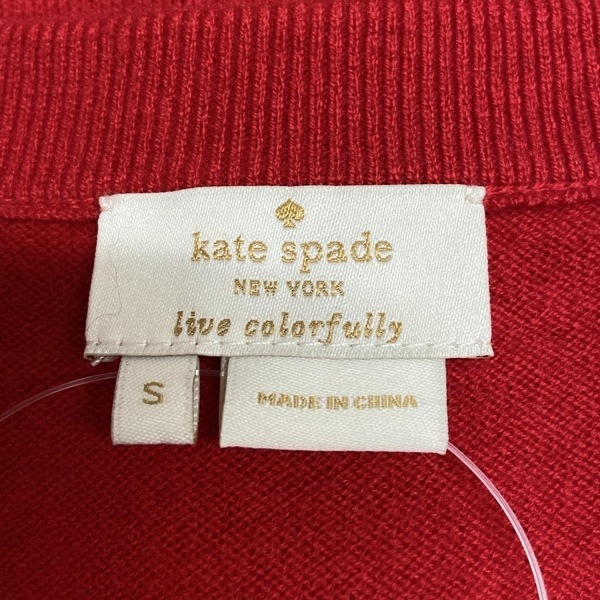 kate spade
NEW YORK
live colorfully
S
MADE IN CHINA